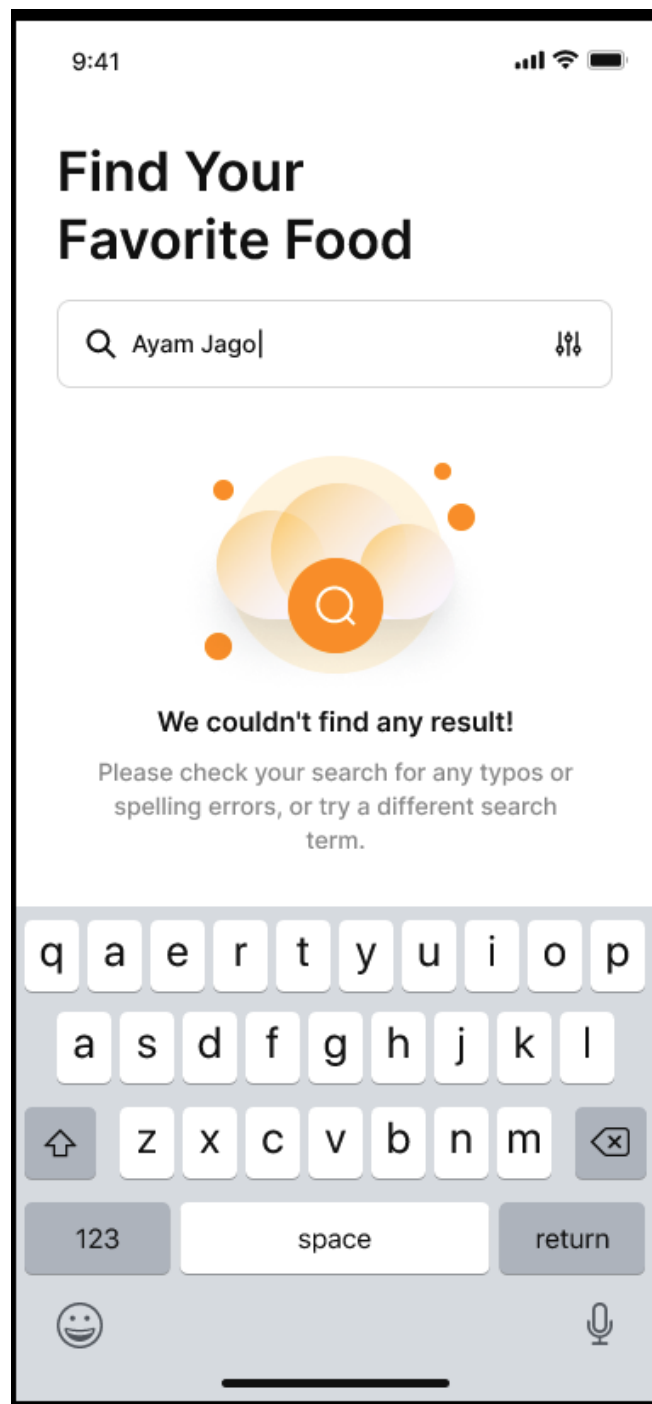 9:41
Find Your
Favorite Food
Ayam Jago
We couldn't find any result!
Please check your search for any typos or
spelling errors, or try a different search
term.
q a e r t y u i o p
a s d f g h j k l
z x c v b n m
123 space return